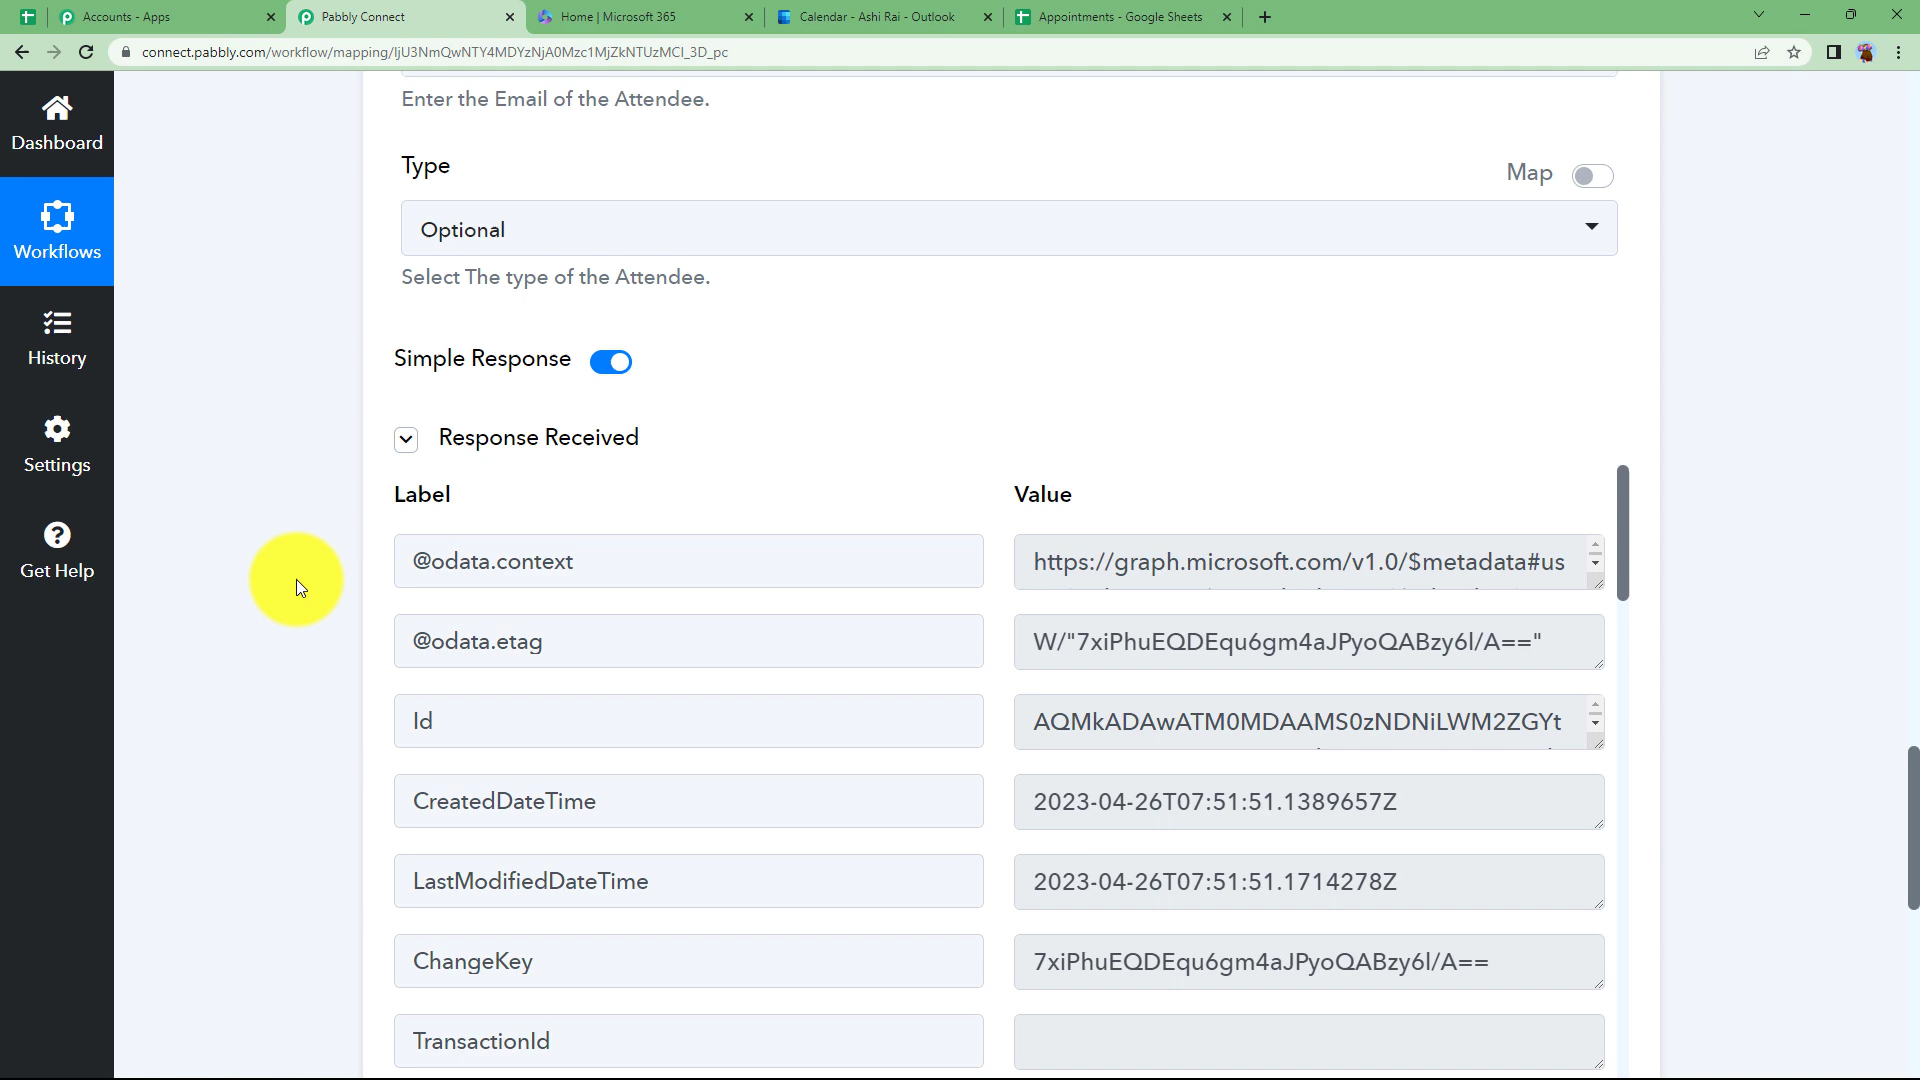 Accounts - Apps
Pabbly Connect
Home | Microsoft 365
Calendar - Ashi Rai - Outlook
Appointments - Google Sheets
connect.pabbly.com/workflow/mapping/IjU3NmQwNTY4MDYzNjA0Mzc1MjZkNTUzMCI_3D_pc
Dashboard
Workflows
History
Settings
Get Help
Enter the Email of the Attendee.
Type
Map
Optional
Select The type of the Attendee.
Simple Response
Response Received
Label
Value
@odata.context
https://graph.microsoft.com/v1.0/$metadata#us
@odata.etag
W/"7xiPhuEQDEqu6gm4aJPyoQABzy6l/A=="
Id
AQMkADAwATM0MDAAMS0zNDNiLWM2ZGYt
CreatedDateTime
2023-04-26T07:51:51.1389657Z
LastModifiedDateTime
2023-04-26T07:51:51.1714278Z
ChangeKey
7xiPhuEQDEqu6gm4aJPyoQABzy6l/A==
TransactionId